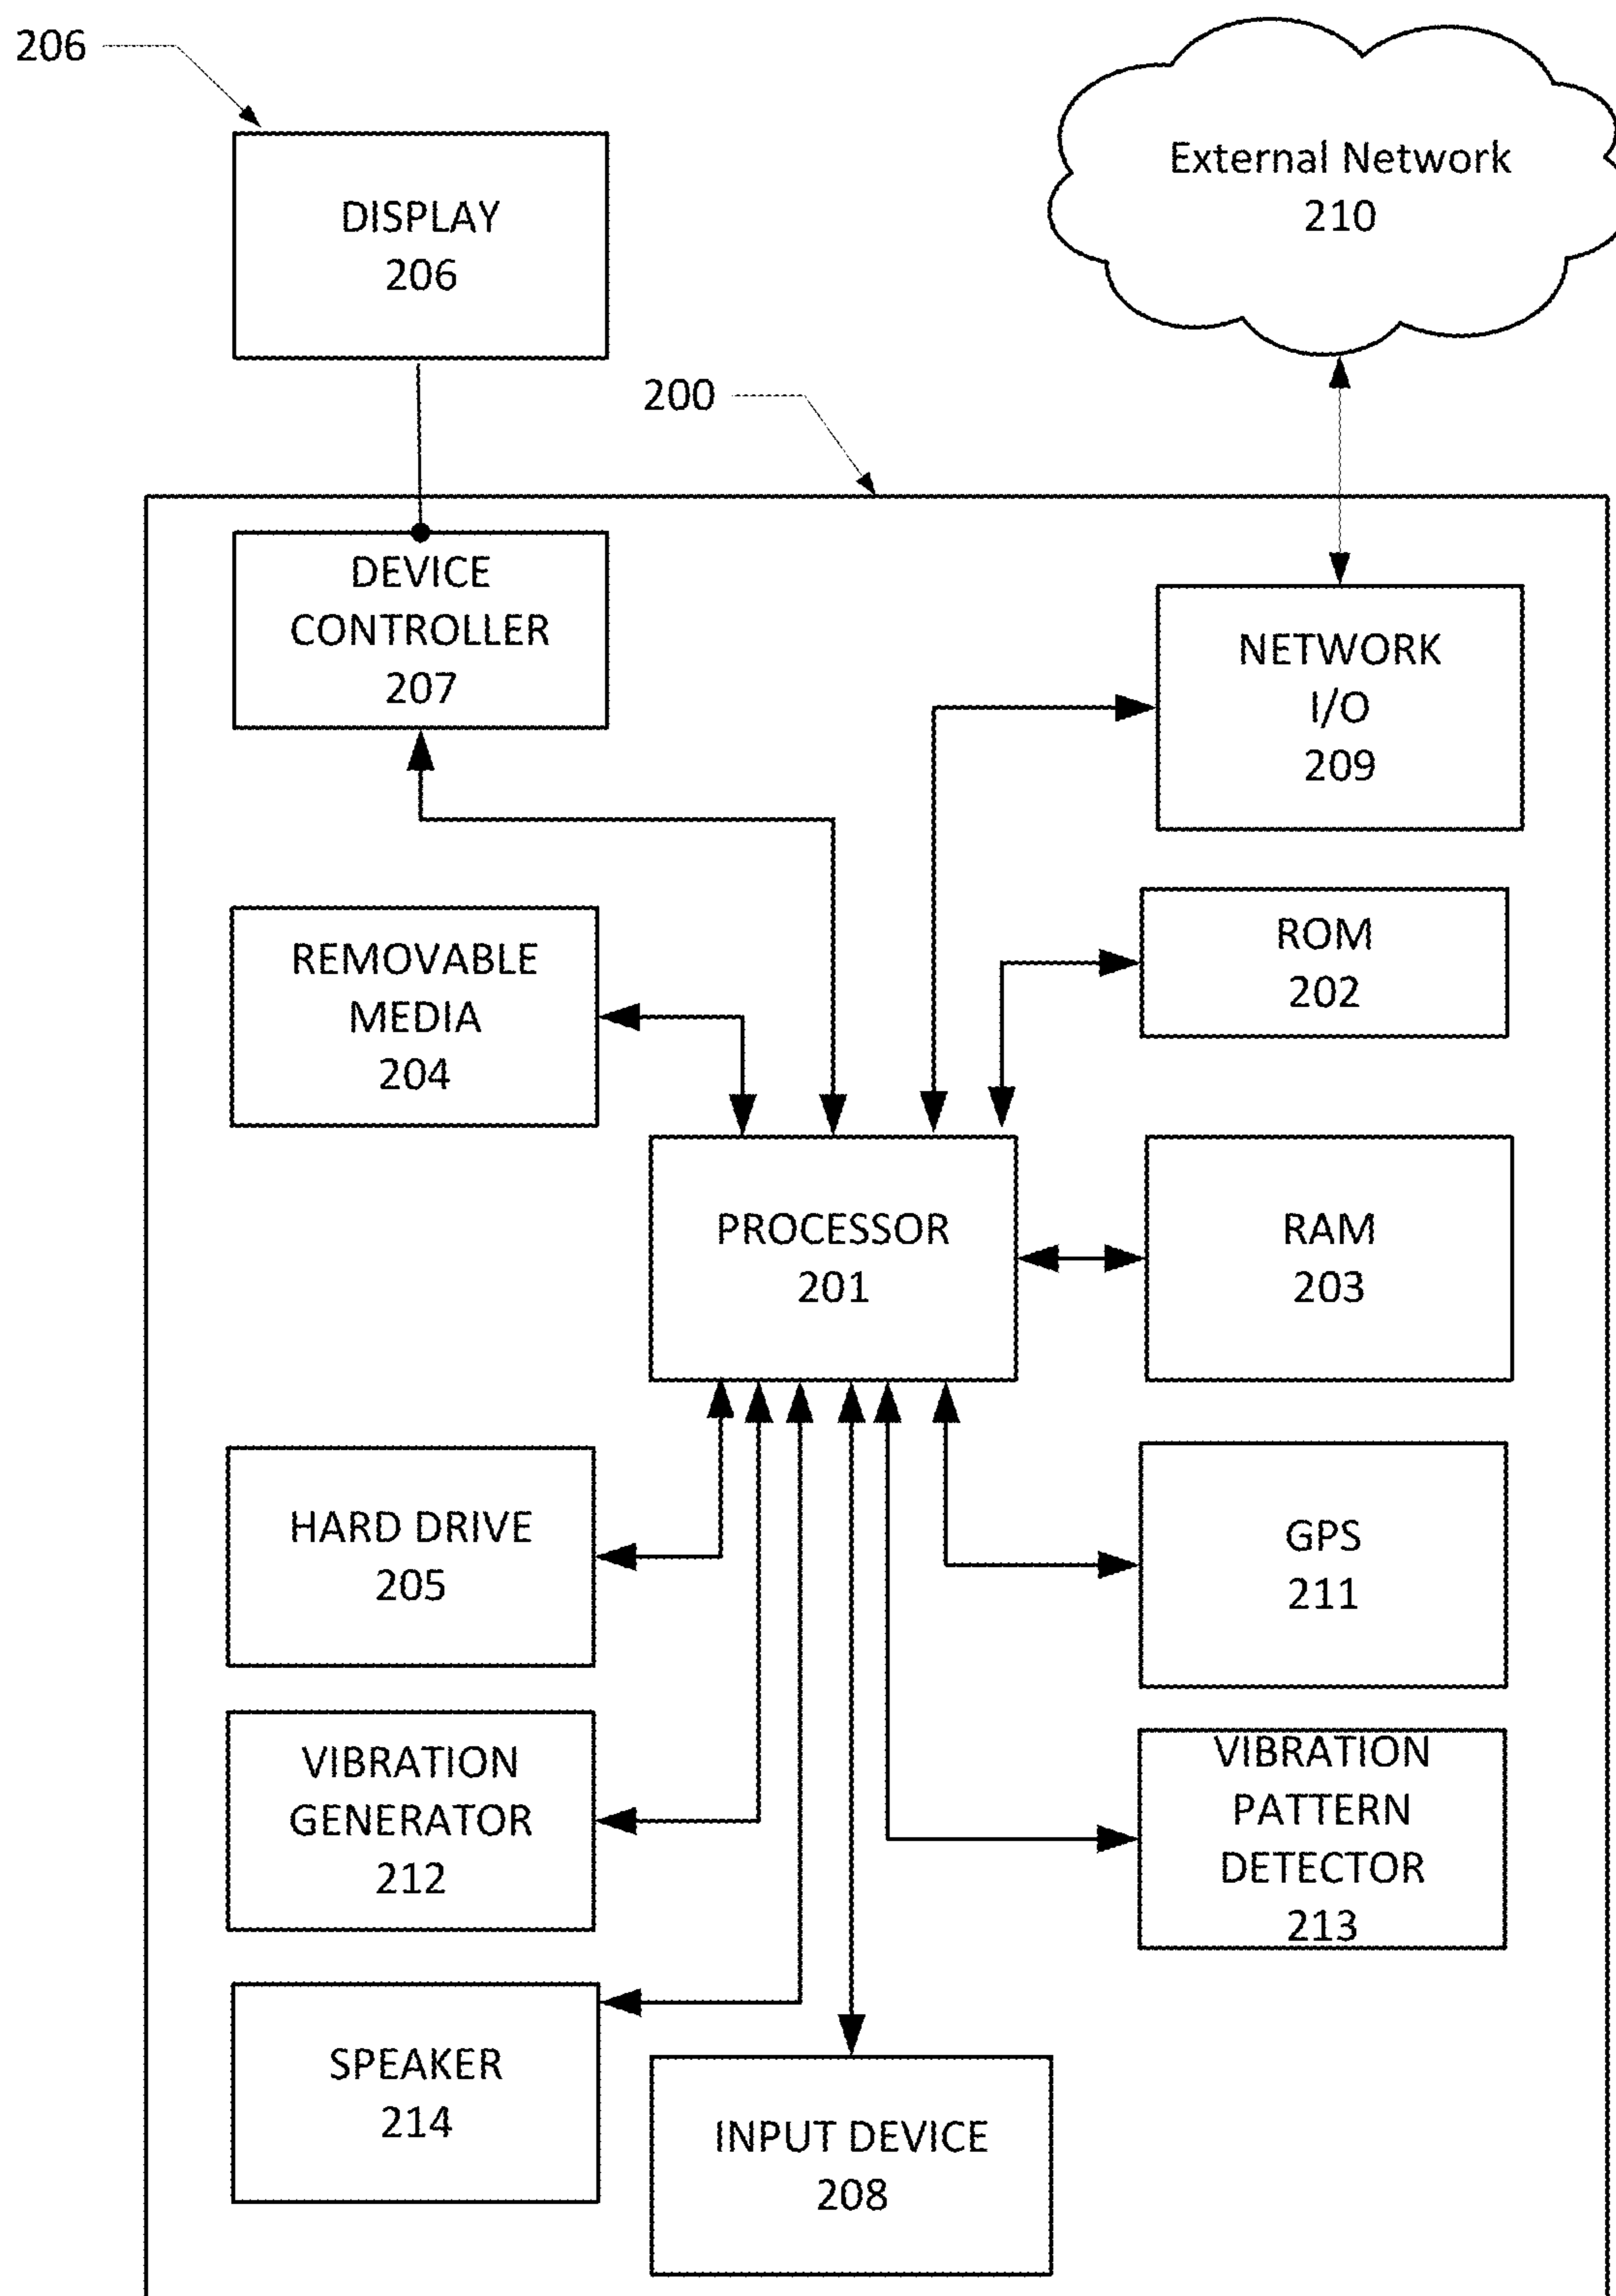 206
DISPLAY
206
External Network
210
200
DEVICE
CONTROLLER
207
NETWORK
I/O
209
REMOVABLE
MEDIA
204
ROM
202
PROCESSOR
201
RAM
203
HARD DRIVE
205
GPS
211
VIBRATION
GENERATOR
212
VIBRATION
PATTERN
DETECTOR
213
SPEAKER
214
INPUT DEVICE
208